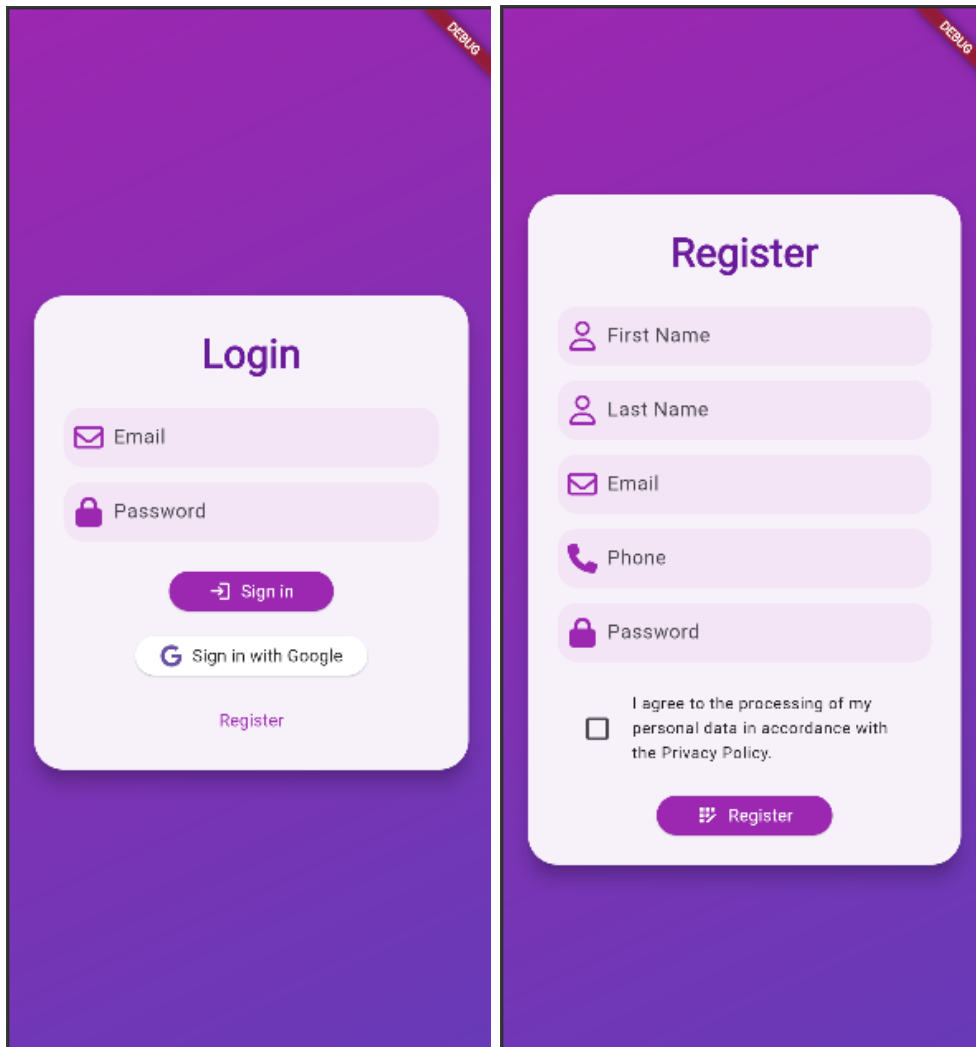 DEBUG
Login
Email
Password
Sign in
Sign in with Google
Register
DEBUG
Register
First Name
Last Name
Email
Phone
Password
I agree to the processing of my
personal data in accordance with
the Privacy Policy.
Register